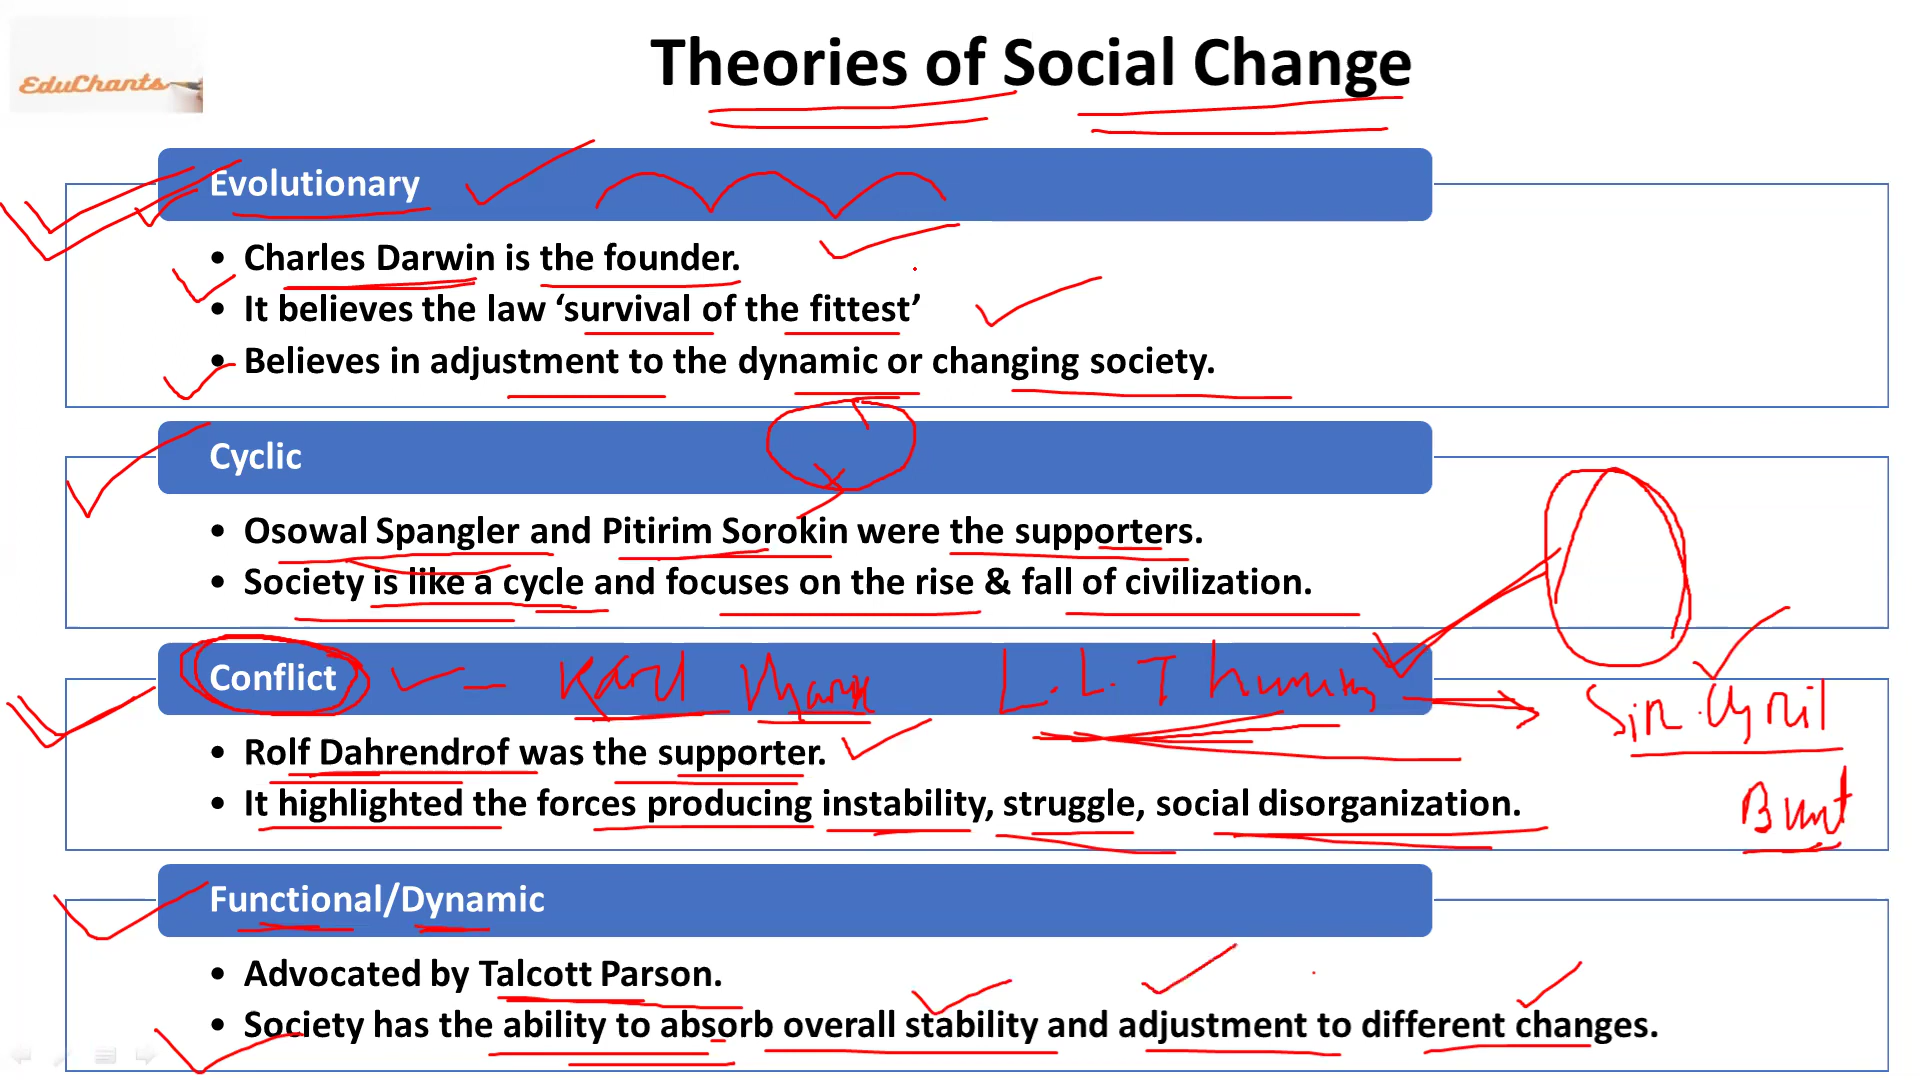 EduChants
Theories of Social Change
Evolutionary
• Charles Darwin is the founder.
• It believes the law ‘survival of the fittest’
• Believes in adjustment to the dynamic or changing society.
Cyclic
• Osowal Spangler and Pitirim Sorokin were the supporters.
• Society is like a cycle and focuses on the rise & fall of civilization.
Conflict – Karl Marx L.L.T
Sir. Cyril
Burt
• Rolf Dahrendrof was the supporter.
• It highlighted the forces producing instability, struggle, social disorganization.
Functional/Dynamic
• Advocated by Talcott Parson.
• Society has the ability to absorb overall stability and adjustment to different changes.